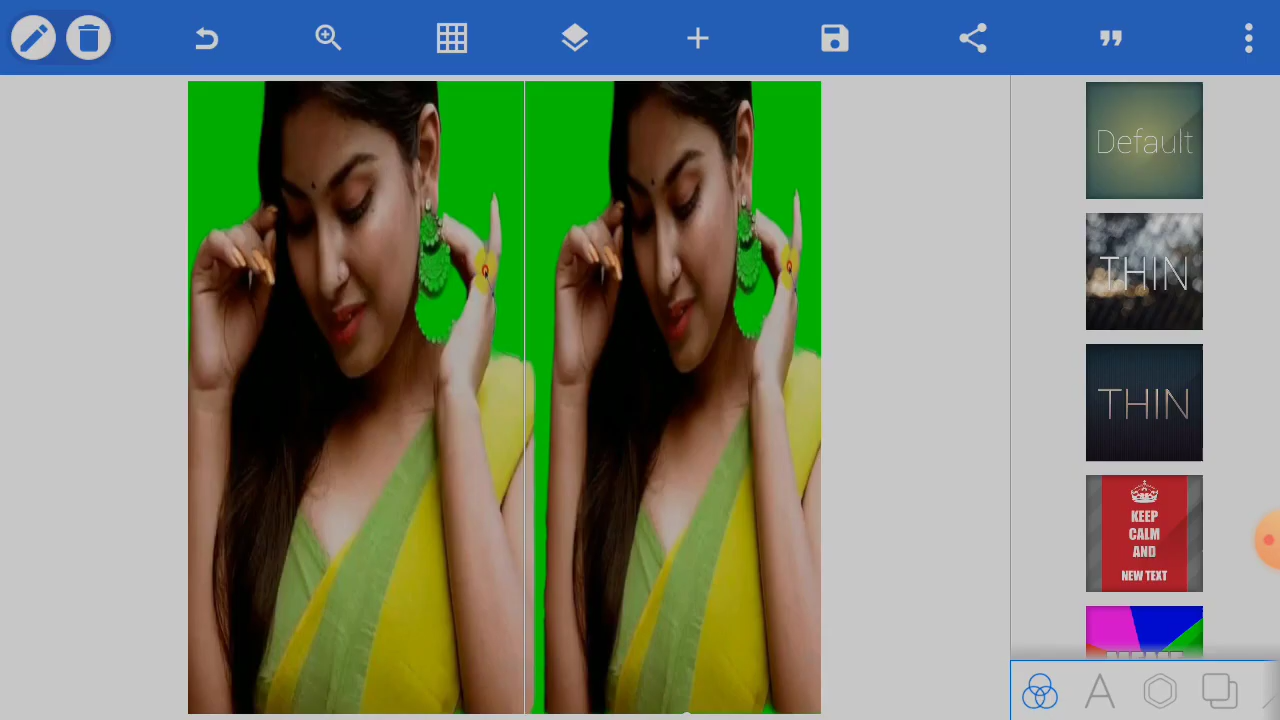 Default
THIN
THIN
KEEP
CALM
AND
NEW TEXT